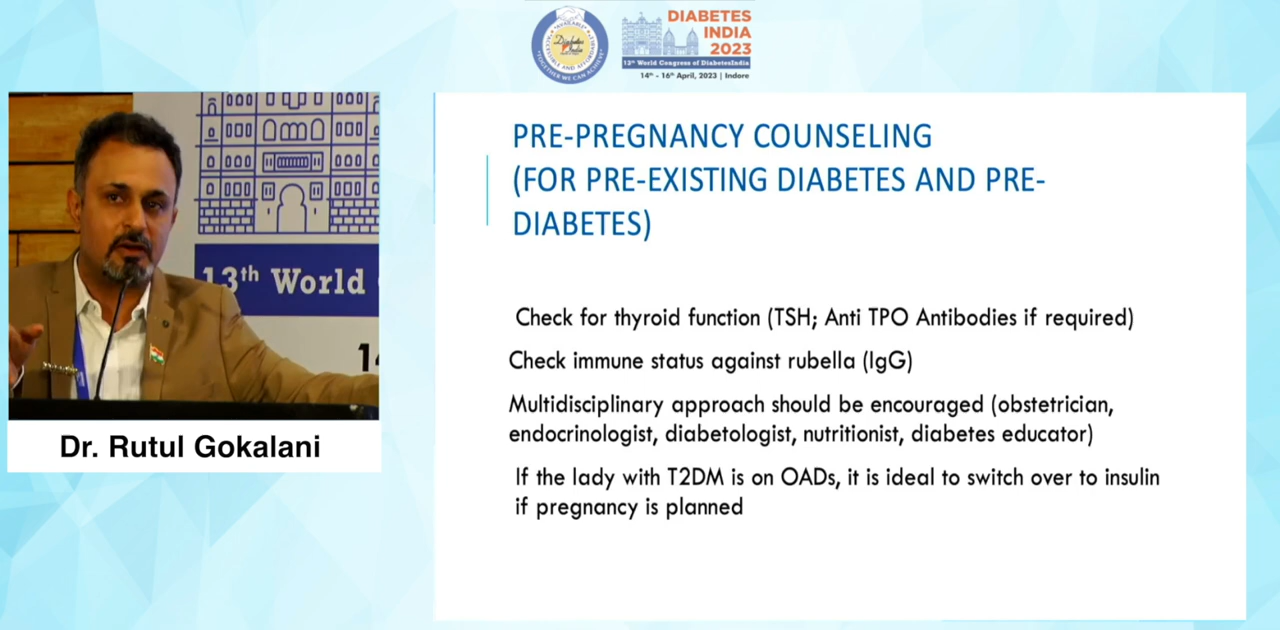 DIABETES
INDIA
2023
13th World Congress of DiabetesIndia
14th - 16th April, 2023 | Indore
13th World
Dr. Rutul Gokalani
PRE-PREGNANCY COUNSELING
(FOR PRE-EXISTING DIABETES AND PRE-
DIABETES)
Check for thyroid function (TSH; Anti TPO Antibodies if required)
Check immune status against rubella (IgG)
Multidisciplinary approach should be encouraged (obstetrician,
endocrinologist, diabetologist, nutritionist, diabetes educator)
If the lady with T2DM is on OADs, it is ideal to switch over to insulin
if pregnancy is planned